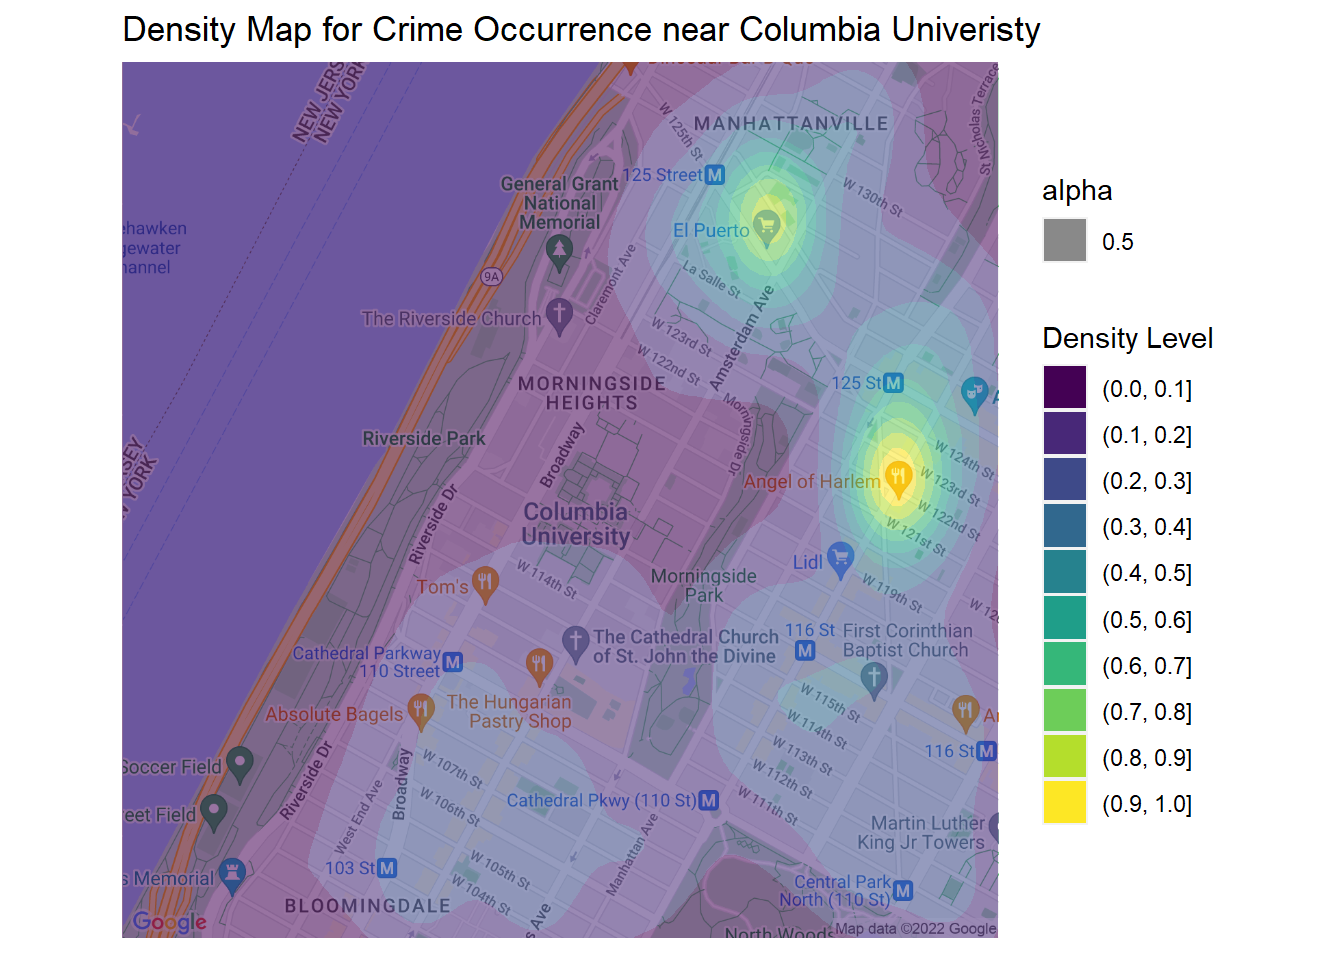 Density Map for Crime Occurrence near Columbia Univeristy
NEW JERS
NEW YORK
W 125th St
MANHATTANVILLE
St Nicholas Terrace
125 Street
M
W 130th St
General Grant
National
Memorial
El Puerto
ehawken
gewater
hannel
La Salle St
9A
Claremont Ave
The Riverside Church
W 123rd St
W 122nd St
Amsterdam Ave
MORNINGSIDE
HEIGHTS
125 St
M
Morningside Dr
Riverside Park
Broadway
W 124th St
W 123rd St
W 122nd St
W 121st St
Angel of Harlem
RSEY
YORK
Riverside Dr
Columbia
University
Lidl
W 119th St
Tom's
W 114th St
Morningside
Park
116 St
M
First Corinthian
Baptist Church
The Cathedral Church
of St. John the Divine
Cathedral Parkway
110 Street
M
The Hungarian
Pastry Shop
Absolute Bagels
W 115th St
W 114th St
W 113th St
W 112th St
W 111th St
116 St
M
Soccer Field
Riverside Dr
Broadway
W 107th St
W 106th St
West End Ave
Cathedral Pkwy (110 St)
M
reet Field
Martin Luther
King Jr Towers
Manhattan Ave
103 St
M
W 105th St
W 104th St
s Memorial
Central Park
North (110 St)
M
BLOOMINGDALE
s Ave
North Woods
Google
Map data ©2022 Google
alpha
0.5
Density Level
(0.0, 0.1]
(0.1, 0.2]
(0.2, 0.3]
(0.3, 0.4]
(0.4, 0.5]
(0.5, 0.6]
(0.6, 0.7]
(0.7, 0.8]
(0.8, 0.9]
(0.9, 1.0]